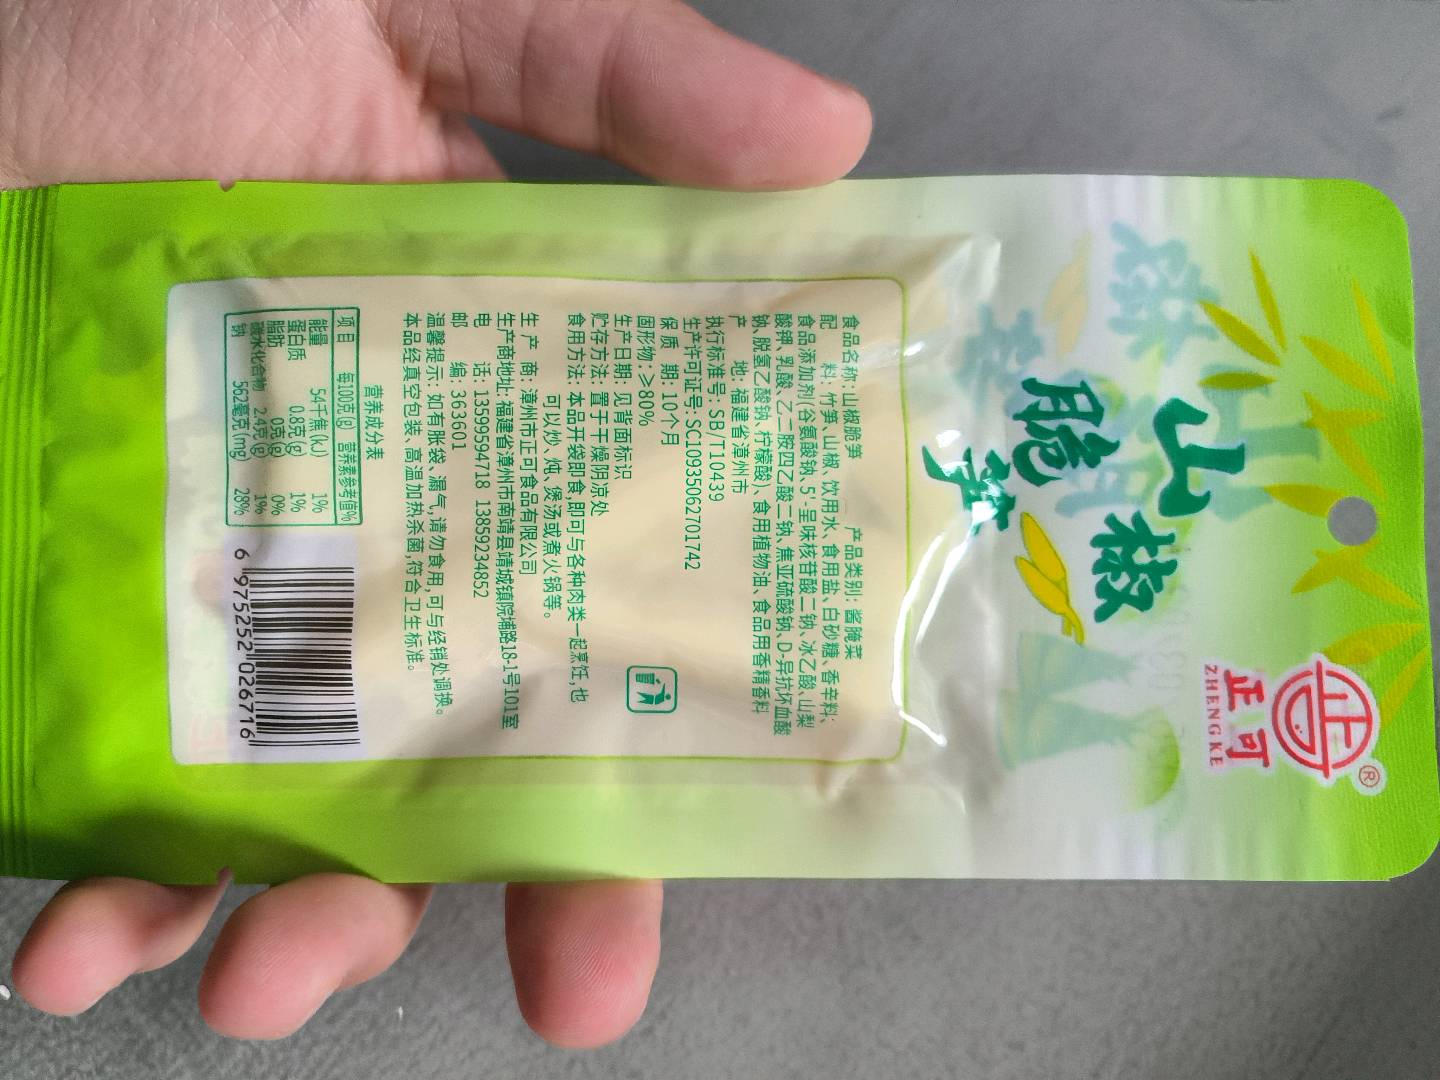 正可
ZHENG KE
®
山椒
脆笋
食品名称:山椒脆笋 产品类别:酱腌菜
配 料:竹笋、山椒、饮用水、食用盐、白砂糖、香辛料、
食品添加剂(谷氨酸钠、5'-呈味核苷酸二钠、冰乙酸、山梨
酸钾、乳酸、乙二胺四乙酸二钠、焦亚硫酸钠、D-异抗坏血酸
钠、脱氢乙酸钠、柠檬酸)、食用植物油、食品用香精香料
产 地:福建省漳州市
执行标准号:SB/T10439
生产许可证号:SC10935062701742
保 质 期:10个月
固形物:≥80%
生产日期:见背面标识
贮存方法:置于干燥阴凉处
食用方法:本品开袋即食,即可与各种肉类一起烹饪,也
可以炒、炖、煲汤或煮火锅等。
生 产 商:漳州市正可食品有限公司
生产商地址:福建省漳州市南靖县靖城镇院埔路18-1号101室
电 话:13599594718 13859294852
邮 编:363601
温馨提示:如有胀袋、漏气,请勿食用,可与经销处调换。
本品经真空包装、高温加热杀菌,符合卫生标准。
营养成分表
项目 每100克(g) 营养素参考值%
能量 54千焦(kJ) 1%
蛋白质 0.8克(g) 1%
脂肪 0克(g) 0%
碳水化合物 2.4克(g) 1%
钠 562毫克(mg) 28%
6 975252 026716